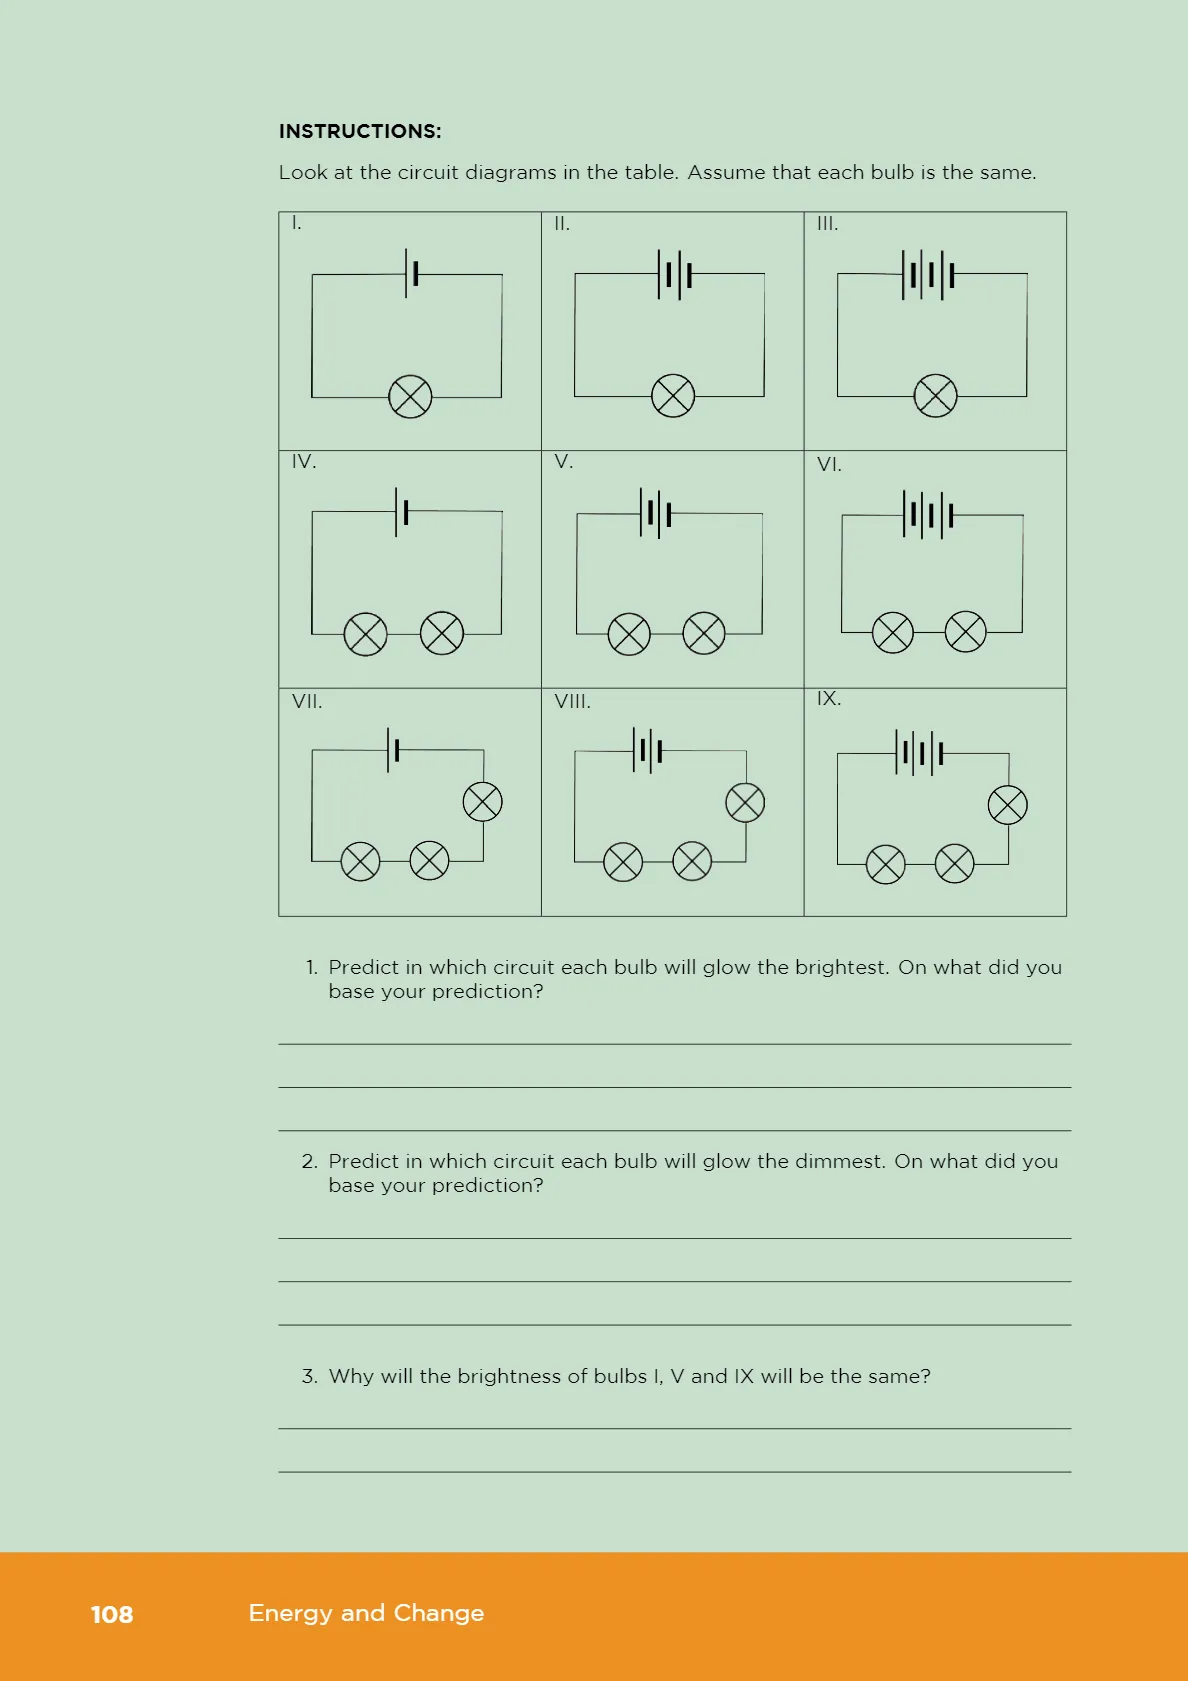 INSTRUCTIONS:
Look at the circuit diagrams in the table. Assume that each bulb is the same.
I.
II.
III.
IV.
V.
VI.
VII.
VIII.
IX.
1. Predict in which circuit each bulb will glow the brightest. On what did you
base your prediction?
2. Predict in which circuit each bulb will glow the dimmest. On what did you
base your prediction?
3. Why will the brightness of bulbs I, V and IX will be the same?
108 Energy and Change